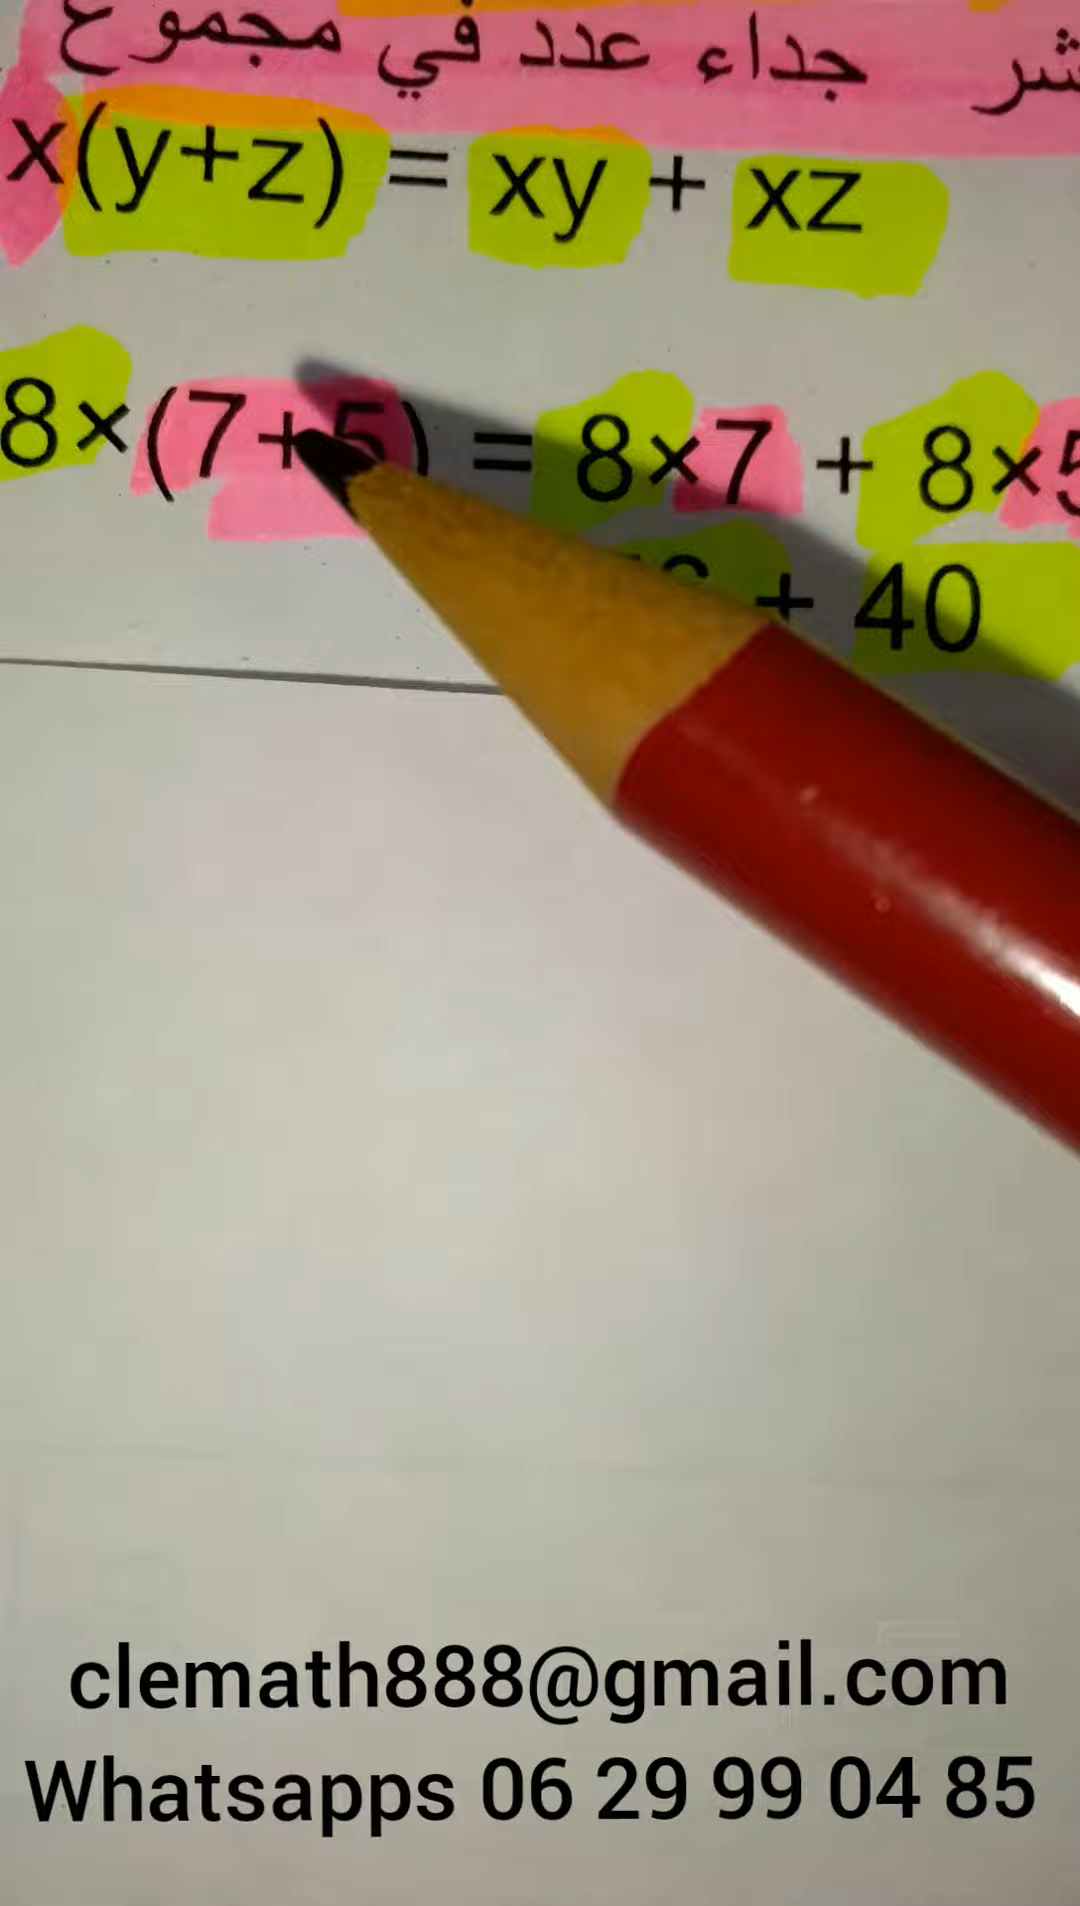 جداء عدد في مجموع
x(y+z) = xy + xz
8×(7+5) = 8×7 + 8×5
+ 40
clemath888@gmail.com
Whatsapps 06 29 99 04 85